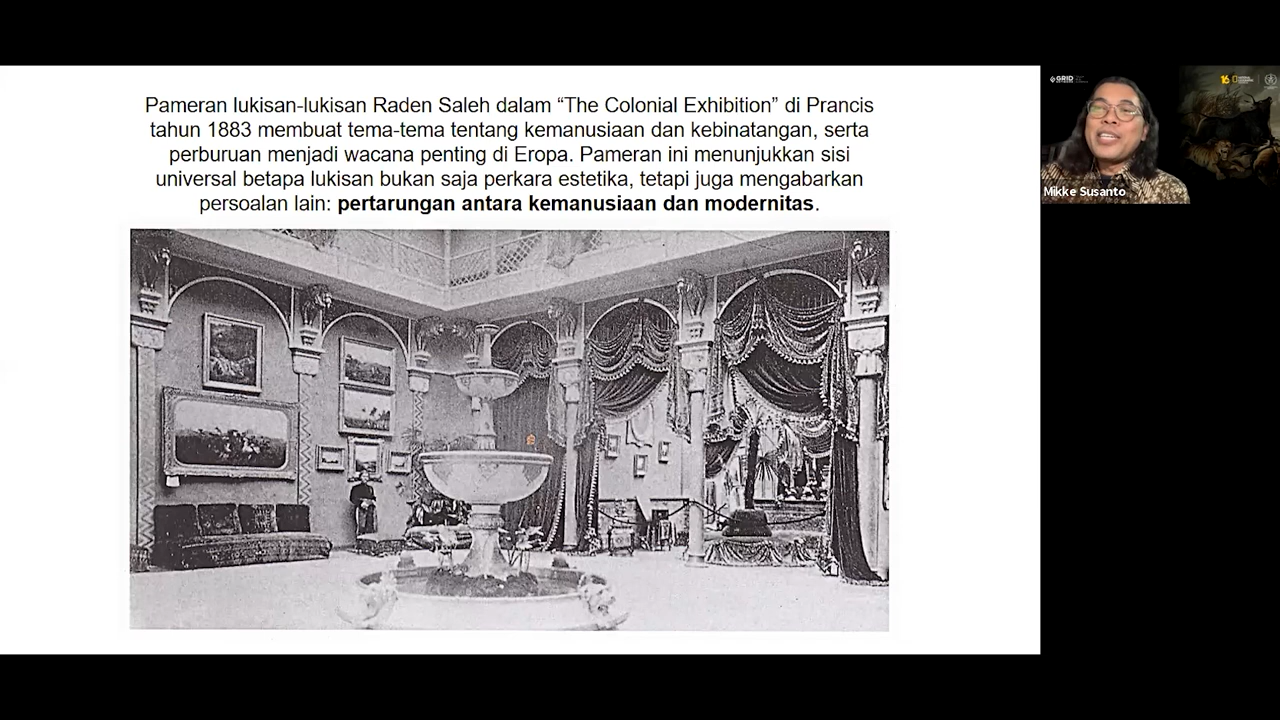 Pameran lukisan-lukisan Raden Saleh dalam “The Colonial Exhibition” di Prancis
tahun 1883 membuat tema-tema tentang kemanusiaan dan kebinatangan, serta
perburuan menjadi wacana penting di Eropa. Pameran ini menunjukkan sisi
universal betapa lukisan bukan saja perkara estetika, tetapi juga mengabarkan
persoalan lain: pertarungan antara kemanusiaan dan modernitas.
GRID
16
Mikke Susanto